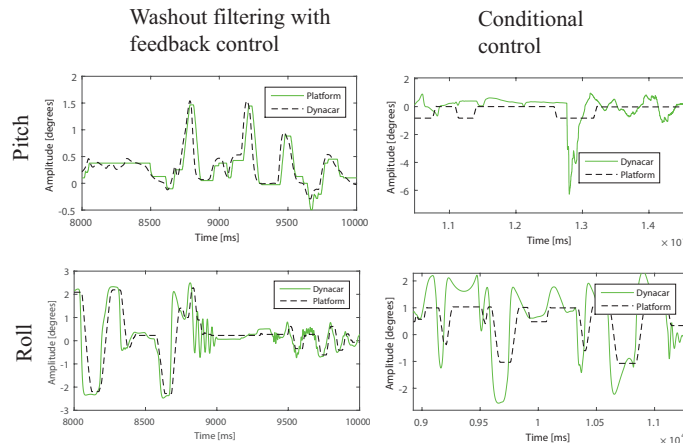 Washout filtering with
feedback control
Conditional
control
Pitch
Amplitude [degrees]
2
1.5
1
0.5
0
-0.5
8000 8500 9000 9500 10000
Time [ms]
Platform
Dynacar
Amplitude [degrees]
2
0
-2
-4
-6
1.1 1.2 1.3 1.4
Time [ms]
Dynacar
Platform
Roll
Amplitude [degrees]
3
2
1
0
-1
-2
-3
8000 8500 9000 9500 10000
Time [ms]
Dynacar
Platform
Amplitude [degrees]
2
1
0
-1
-2
0.9 0.95 1 1.05 1.1
Time [ms]
Dynacar
Platform